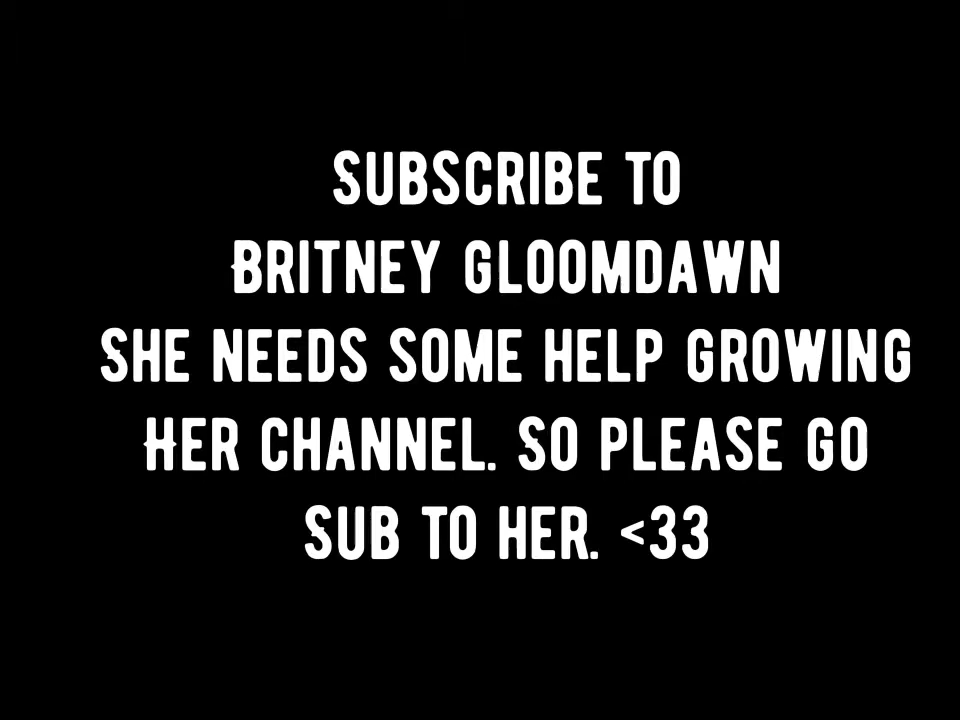 Subscribe to
Britney gloomdawn
She needs some help growing
Her channel. So please go
Sub to her. <33